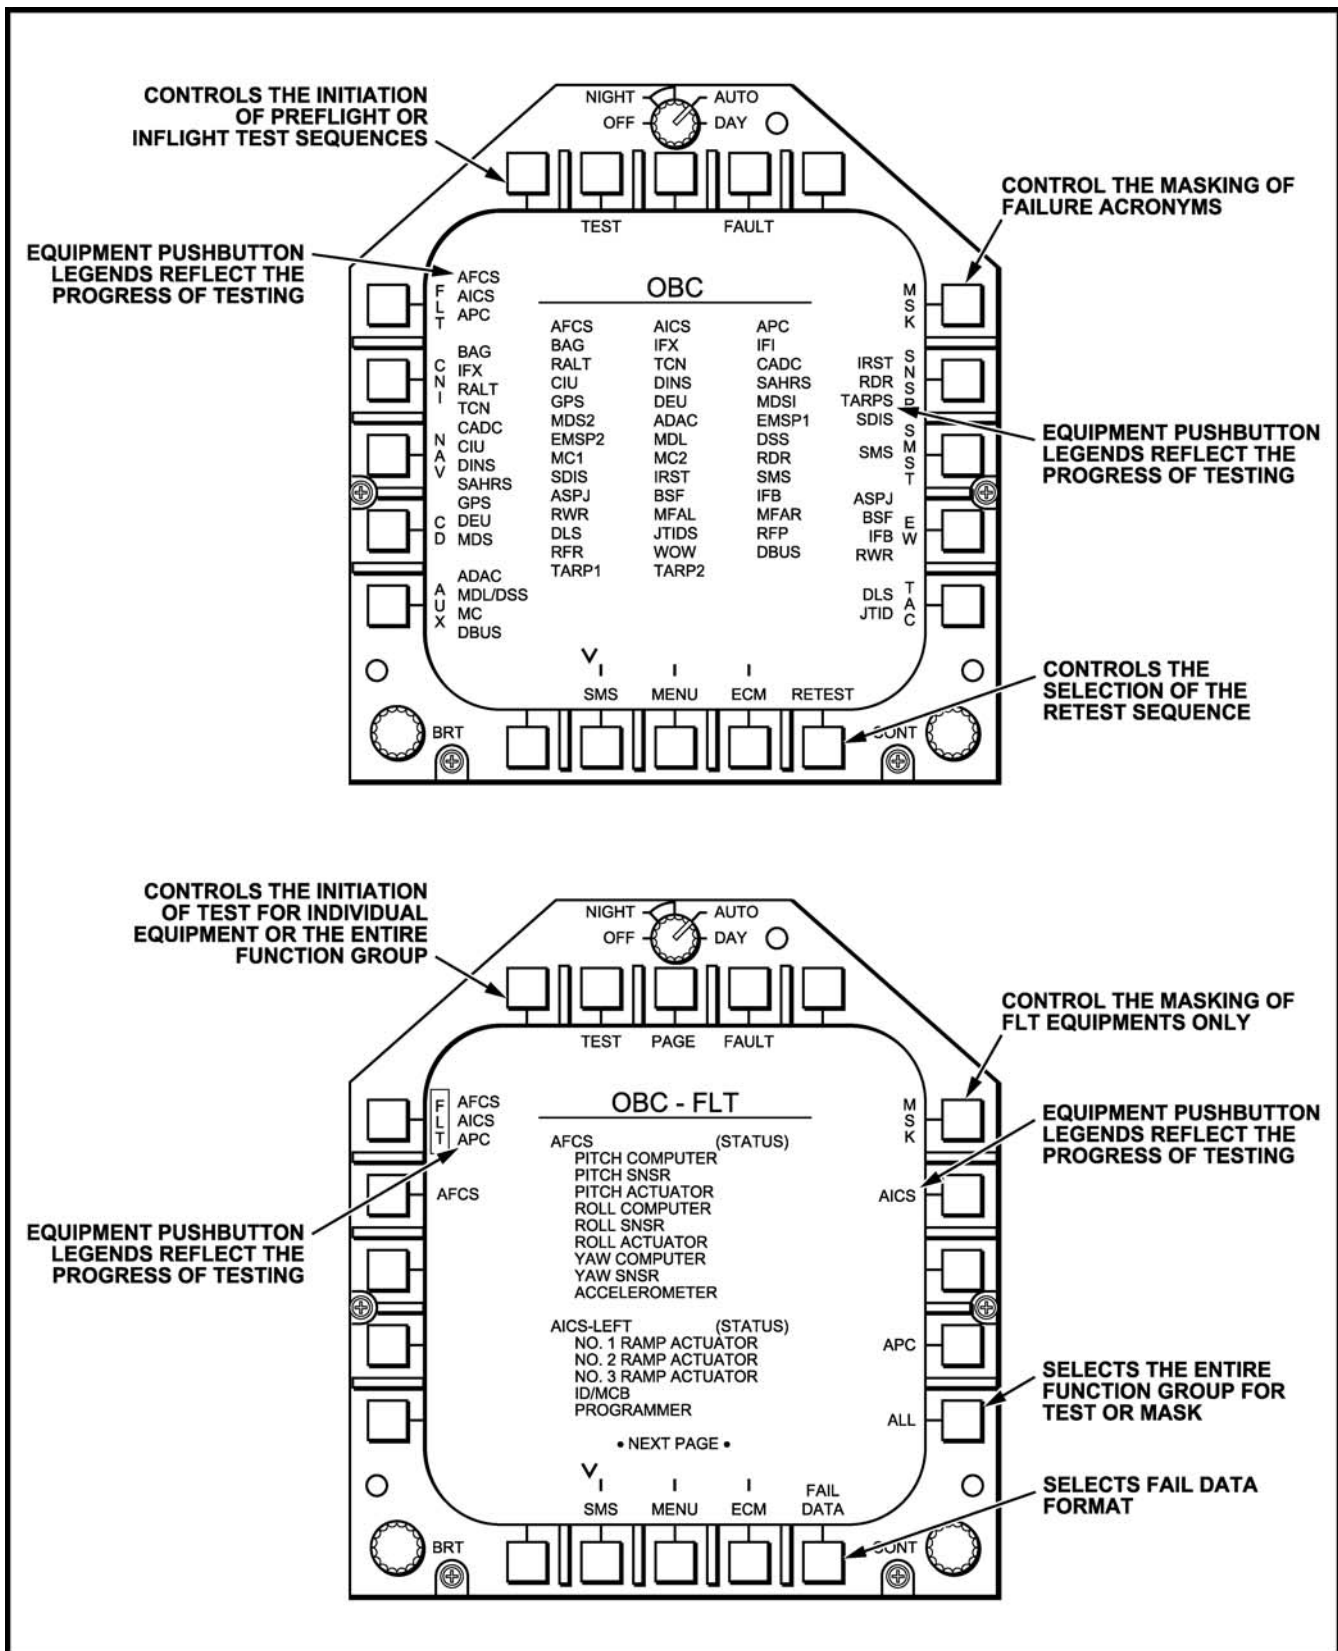 CONTROLS THE INITIATION
OF PREFLIGHT OR
INFLIGHT TEST SEQUENCES
NIGHT AUTO
OFF DAY
CONTROL THE MASKING OF
FAILURE ACRONYMS
TEST FAULT
EQUIPMENT PUSHBUTTON
LEGENDS REFLECT THE
PROGRESS OF TESTING
OBC
FLT
AFCS
AICS
APC
CNI
BAG
IFX
RALT
TCN
NAV
CADC
CIU
DINS
SAHRS
GPS
CD
DEU
MDS
AUX
ADAC
MDL/DSS
MC
DBUS
AFCS AICS APC
BAG IFX IFI
RALT TCN CADC
CIU DINS SAHRS
GPS DEU MDSI
MDS2 ADAC EMSP1
EMSP2 MDL DSS
MC1 MC2 RDR
SDIS IRST SMS
ASPJ BSF IFB
RWR MFAL MFAR
DLS JTIDS RFP
RFR WOW DBUS
TARP1 TARP2
MSK
IRST
RDR
TARPS
SDIS
SNSR
SMS
SMST
ASPJ
BSF
IFB
RWR
EW
DLS
JTID
TAC
EQUIPMENT PUSHBUTTON
LEGENDS REFLECT THE
PROGRESS OF TESTING
CONTROLS THE
SELECTION OF THE
RETEST SEQUENCE
V
SMS MENU ECM RETEST
BRT CONT
CONTROLS THE INITIATION
OF TEST FOR INDIVIDUAL
EQUIPMENT OR THE ENTIRE
FUNCTION GROUP
NIGHT AUTO
OFF DAY
CONTROL THE MASKING OF
FLT EQUIPMENTS ONLY
TEST PAGE FAULT
OBC - FLT
FLT
AFCS
AICS
APC
AFCS
EQUIPMENT PUSHBUTTON
LEGENDS REFLECT THE
PROGRESS OF TESTING
AFCS (STATUS)
PITCH COMPUTER
PITCH SNSR
PITCH ACTUATOR
ROLL COMPUTER
ROLL SNSR
ROLL ACTUATOR
YAW COMPUTER
YAW SNSR
ACCELEROMETER
AICS-LEFT (STATUS)
NO. 1 RAMP ACTUATOR
NO. 2 RAMP ACTUATOR
NO. 3 RAMP ACTUATOR
ID/MCB
PROGRAMMER
• NEXT PAGE •
MSK
AICS
APC
ALL
EQUIPMENT PUSHBUTTON
LEGENDS REFLECT THE
PROGRESS OF TESTING
SELECTS THE ENTIRE
FUNCTION GROUP FOR
TEST OR MASK
SELECTS FAIL DATA
FORMAT
V
SMS MENU ECM FAIL DATA
BRT CONT